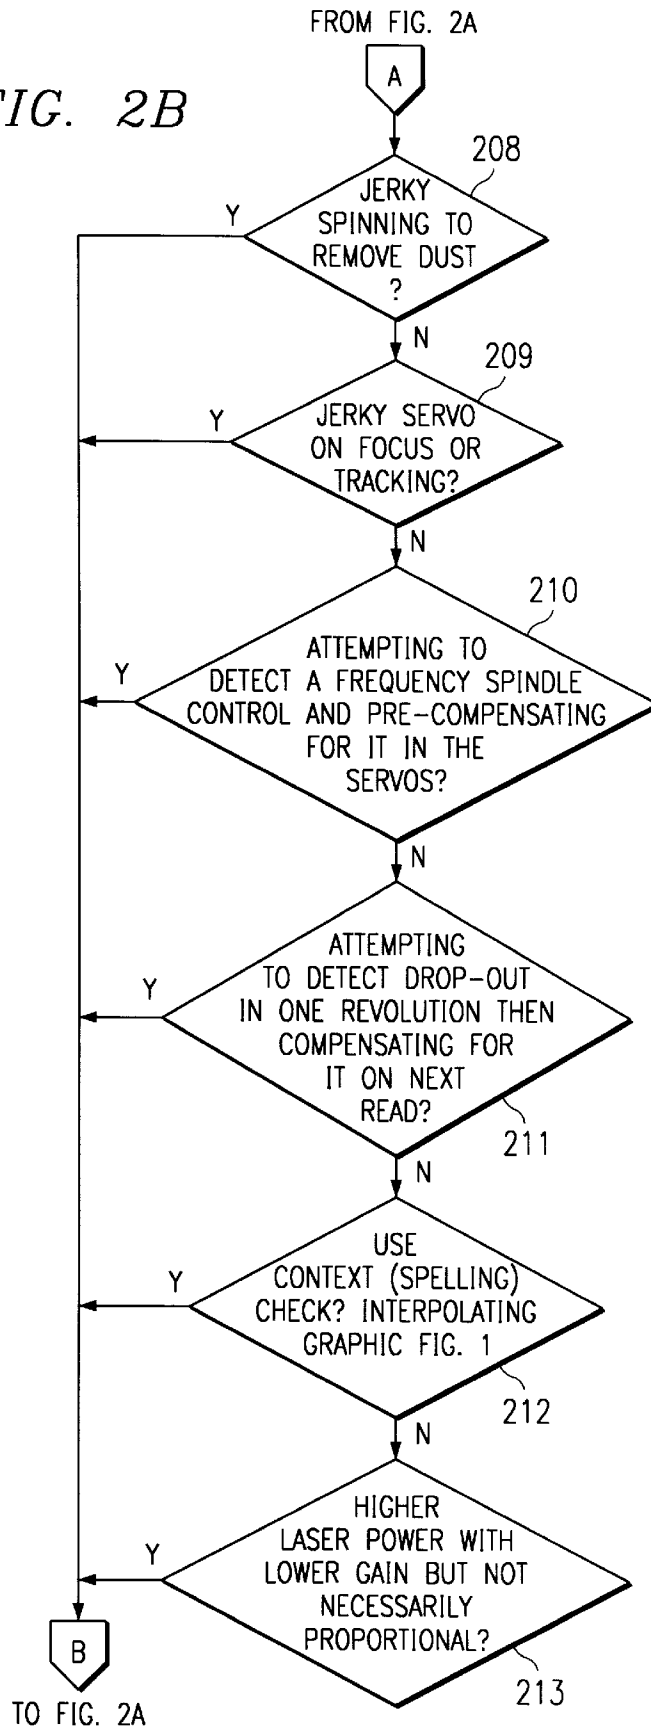 FROM FIG. 2A
A
FIG. 2B
208
JERKY
SPINNING TO
REMOVE DUST
?
Y
N
209
JERKY SERVO
ON FOCUS OR
TRACKING?
Y
N
210
ATTEMPTING TO
DETECT A FREQUENCY SPINDLE
CONTROL AND PRE-COMPENSATING
FOR IT IN THE
SERVOS?
Y
N
ATTEMPTING
TO DETECT DROP-OUT
IN ONE REVOLUTION THEN
COMPENSATING FOR
IT ON NEXT
READ?
Y
211
N
USE
CONTEXT (SPELLING)
CHECK? INTERPOLATING
GRAPHIC FIG. 1
Y
212
N
HIGHER
LASER POWER WITH
LOWER GAIN BUT NOT
NECESSARILY
PROPORTIONAL?
Y
213
B
TO FIG. 2A